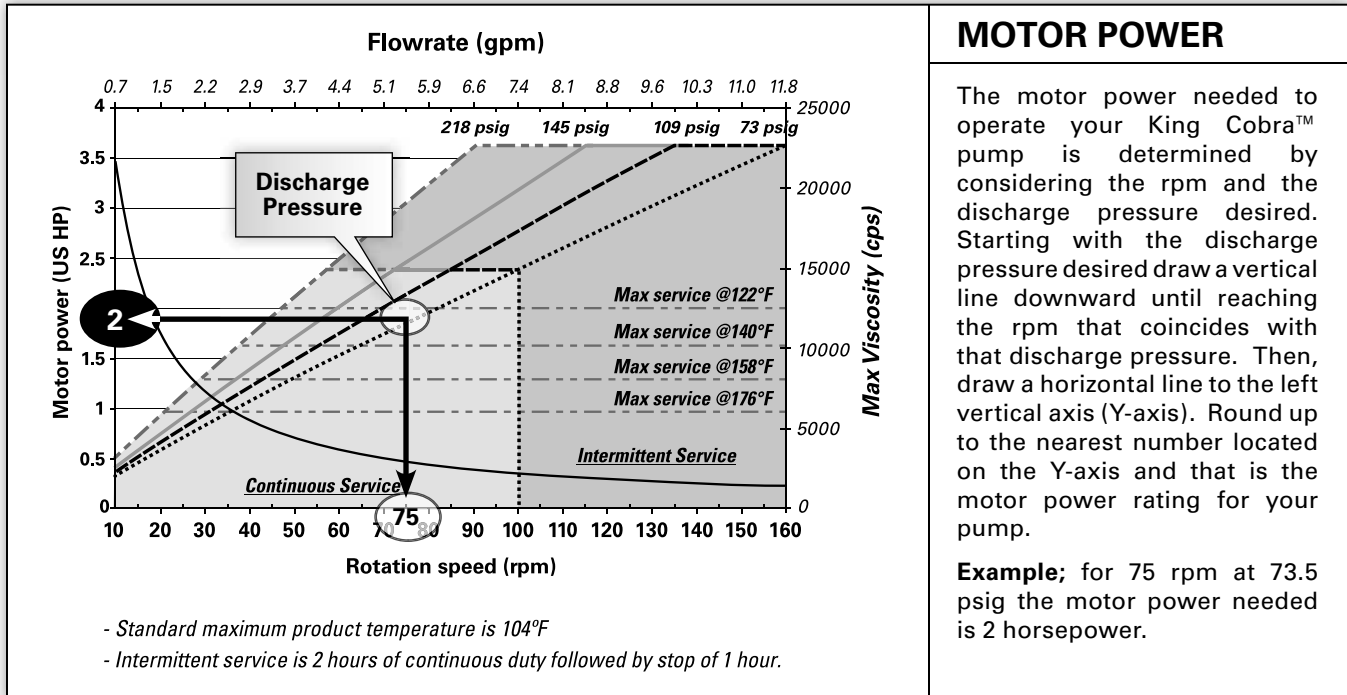 Flowrate (gpm)
0.7 1.5 2.2 2.9 3.7 4.4 5.1 5.9 6.6 7.4 8.1 8.8 9.6 10.3 11.0 11.8
4
3.5
3
2.5
2
1.5
1
0.5
0
Motor power (US HP)
218 psig 145 psig 109 psig 73 psig
Discharge
Pressure
Max service @122°F
Max service @140°F
Max service @158°F
Max service @176°F
Intermittent Service
Continuous Service
75
25000
20000
15000
10000
5000
0
Max Viscosity (cps)
10 20 30 40 50 60 70 80 90 100 110 120 130 140 150 160
Rotation speed (rpm)
- Standard maximum product temperature is 104ºF
- Intermittent service is 2 hours of continuous duty followed by stop of 1 hour.
MOTOR POWER
The motor power needed to
operate your King Cobra™
pump is determined by
considering the rpm and the
discharge pressure desired.
Starting with the discharge
pressure desired draw a vertical
line downward until reaching
the rpm that coincides with
that discharge pressure. Then,
draw a horizontal line to the left
vertical axis (Y-axis). Round up
to the nearest number located
on the Y-axis and that is the
motor power rating for your
pump.
Example; for 75 rpm at 73.5
psig the motor power needed
is 2 horsepower.